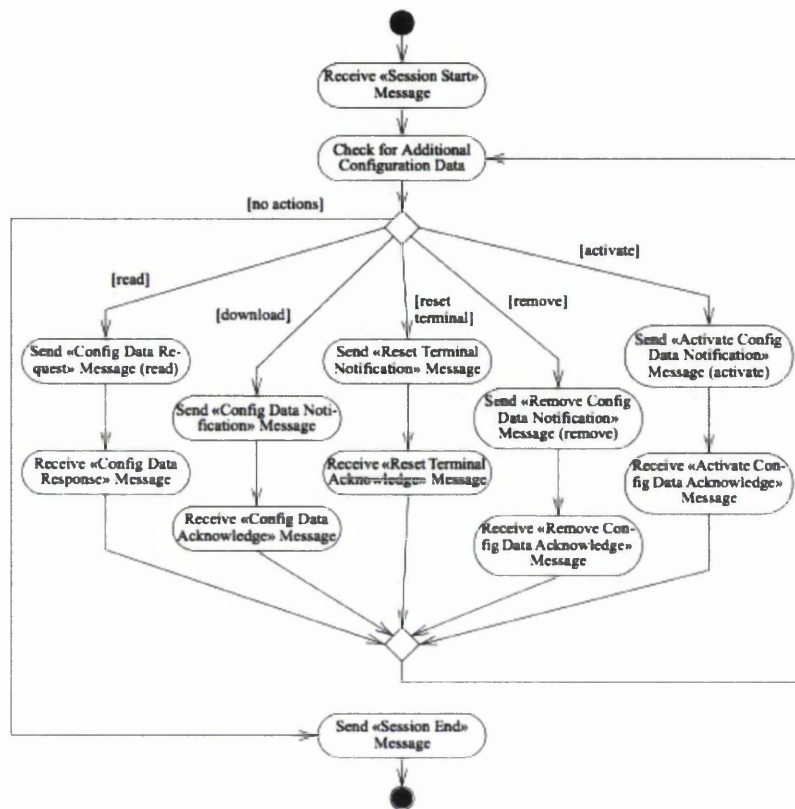 Receive «Session Start»
Message
Check for Additional
Configuration Data
[no actions]
[activate]
[read]
[download]
[reset
terminal]
[remove]
Send «Config Data Re-
quest» Message (read)
Send «Reset Terminal
Notification» Message
Send «Activate Config
Data Notification»
Message (activate)
Send «Config Data Noti-
fication» Message
Send «Remove Config
Data Notification»
Message (remove)
Receive «Config Data
Response» Message
Receive «Reset Terminal
Acknowledge» Message
Receive «Activate Con-
fig Data Acknowledge»
Message
Receive «Config Data
Acknowledge» Message
Receive «Remove Con-
fig Data Acknowledge»
Message
Send «Session End»
Message